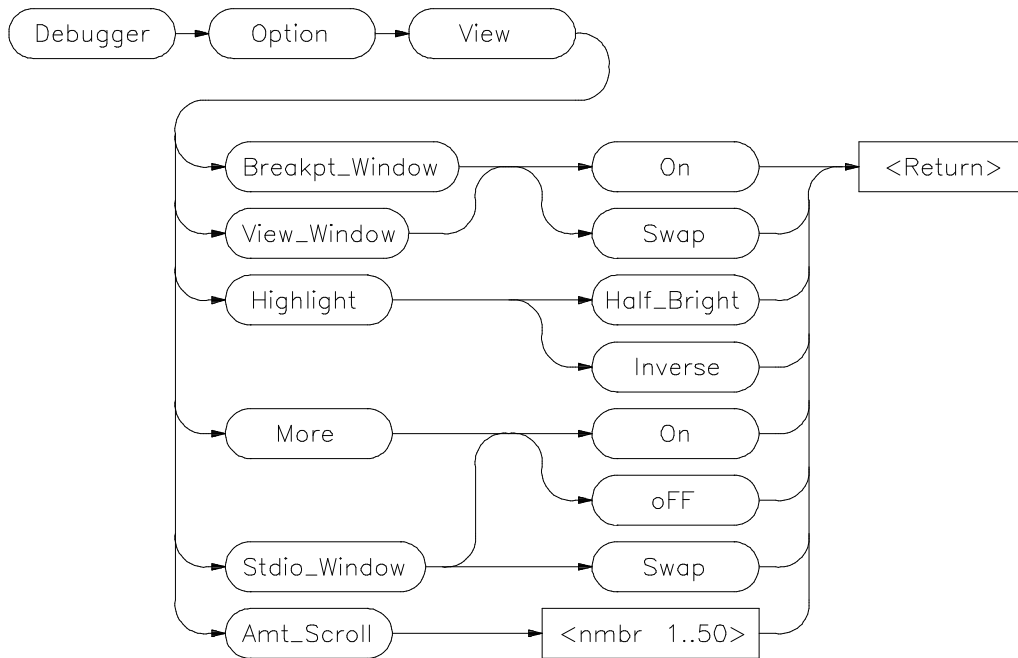 Debugger Option View
Breakpt_Window On <Return>
View_Window Swap
Highlight Half_Bright
Inverse
More On
oFF
Stdio_Window Swap
Amt_Scroll <nmbr 1..50>